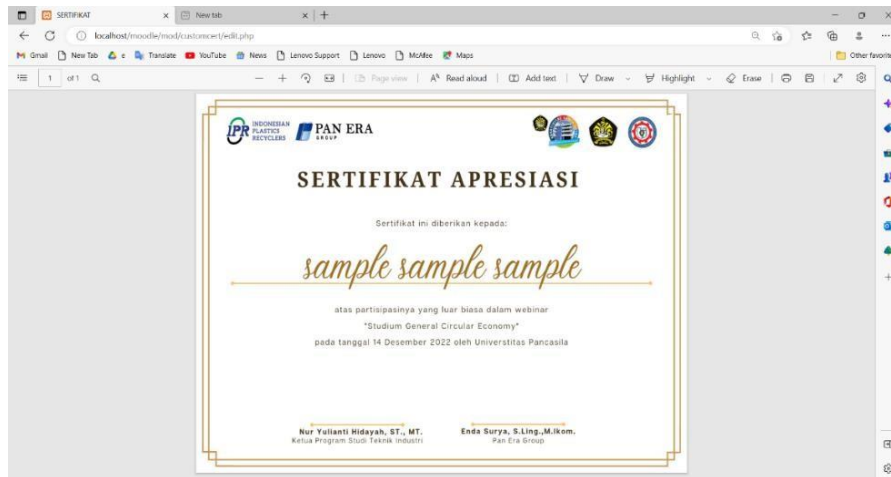 SERTIFIKAT
New tab
localhost/moodle/mod/customcert/edit.php
Gmail New Tab e Translate YouTube News Lenovo Support Lenovo McAfee Maps Other favorite
1 of 1 Page view Read aloud Add text Draw Highlight Erase
IPR INDONESIAN PLASTICS RECYCLERS
PAN ERA GROUP
SERTIFIKAT APRESIASI
Sertifikat ini diberikan kepada:
sample sample sample
atas partisipasinya yang luar biasa dalam webinar
"Studium General Circular Economy"
pada tanggal 14 Desember 2022 oleh Universtitas Pancasila
Nur Yulianti Hidayah, ST., MT.
Ketua Program Studi Teknik Industri
Enda Surya, S.Ling.,M.Ikom.
Pan Era Group